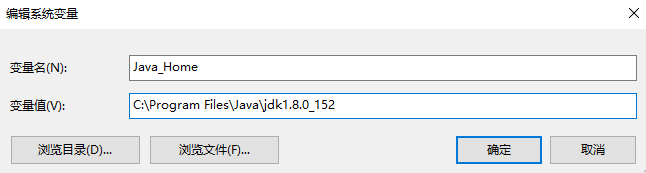 编辑系统变量
变量名(N):
Java_Home
变量值(V):
C:\Program Files\Java\jdk1.8.0_152
浏览目录(D)...
浏览文件(F)...
确定
取消